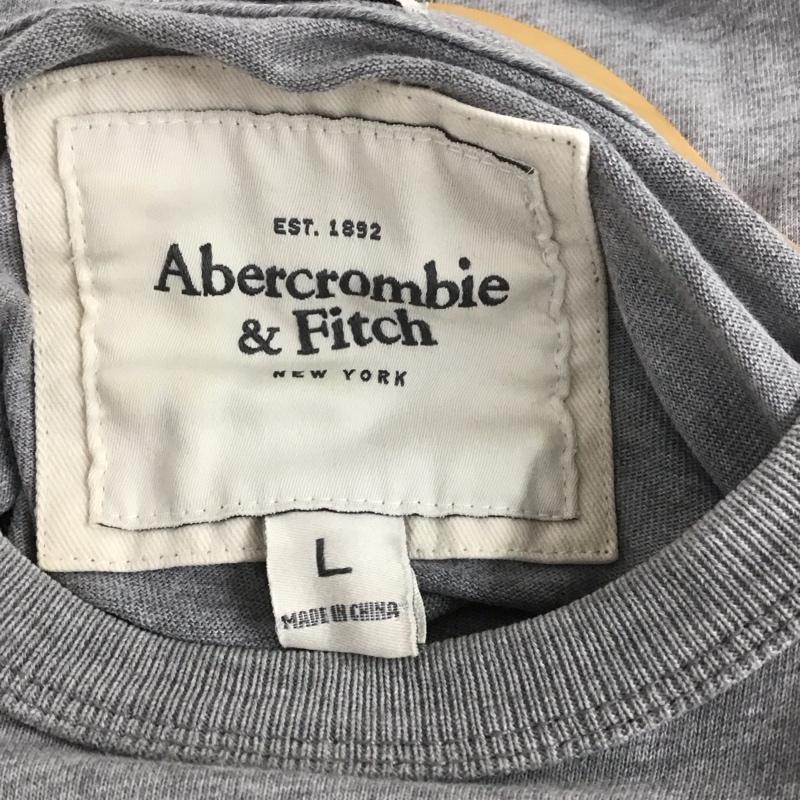 EST. 1892
Abercrombie
& Fitch
NEW YORK
L
MADE IN CHINA